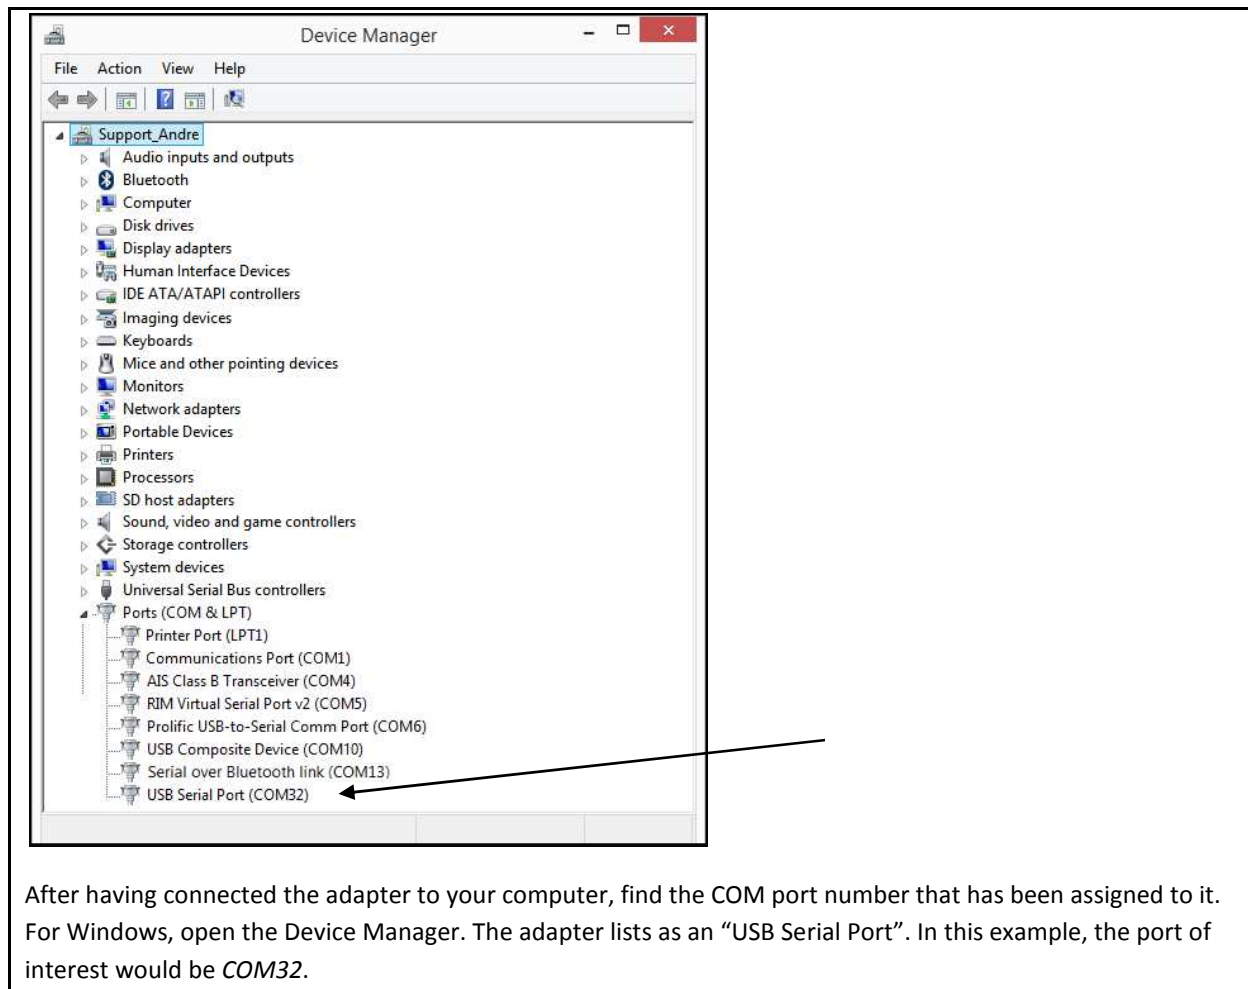 Device Manager
File Action View Help
Support_Andre
Audio inputs and outputs
Bluetooth
Computer
Disk drives
Display adapters
Human Interface Devices
IDE ATA/ATAPI controllers
Imaging devices
Keyboards
Mice and other pointing devices
Monitors
Network adapters
Portable Devices
Printers
Processors
SD host adapters
Sound, video and game controllers
Storage controllers
System devices
Universal Serial Bus controllers
Ports (COM & LPT)
Printer Port (LPT1)
Communications Port (COM1)
AIS Class B Transceiver (COM4)
RIM Virtual Serial Port v2 (COM5)
Prolific USB-to-Serial Comm Port (COM6)
USB Composite Device (COM10)
Serial over Bluetooth link (COM13)
USB Serial Port (COM32)
After having connected the adapter to your computer, find the COM port number that has been assigned to it.
For Windows, open the Device Manager. The adapter lists as an “USB Serial Port”. In this example, the port of
interest would be COM32.